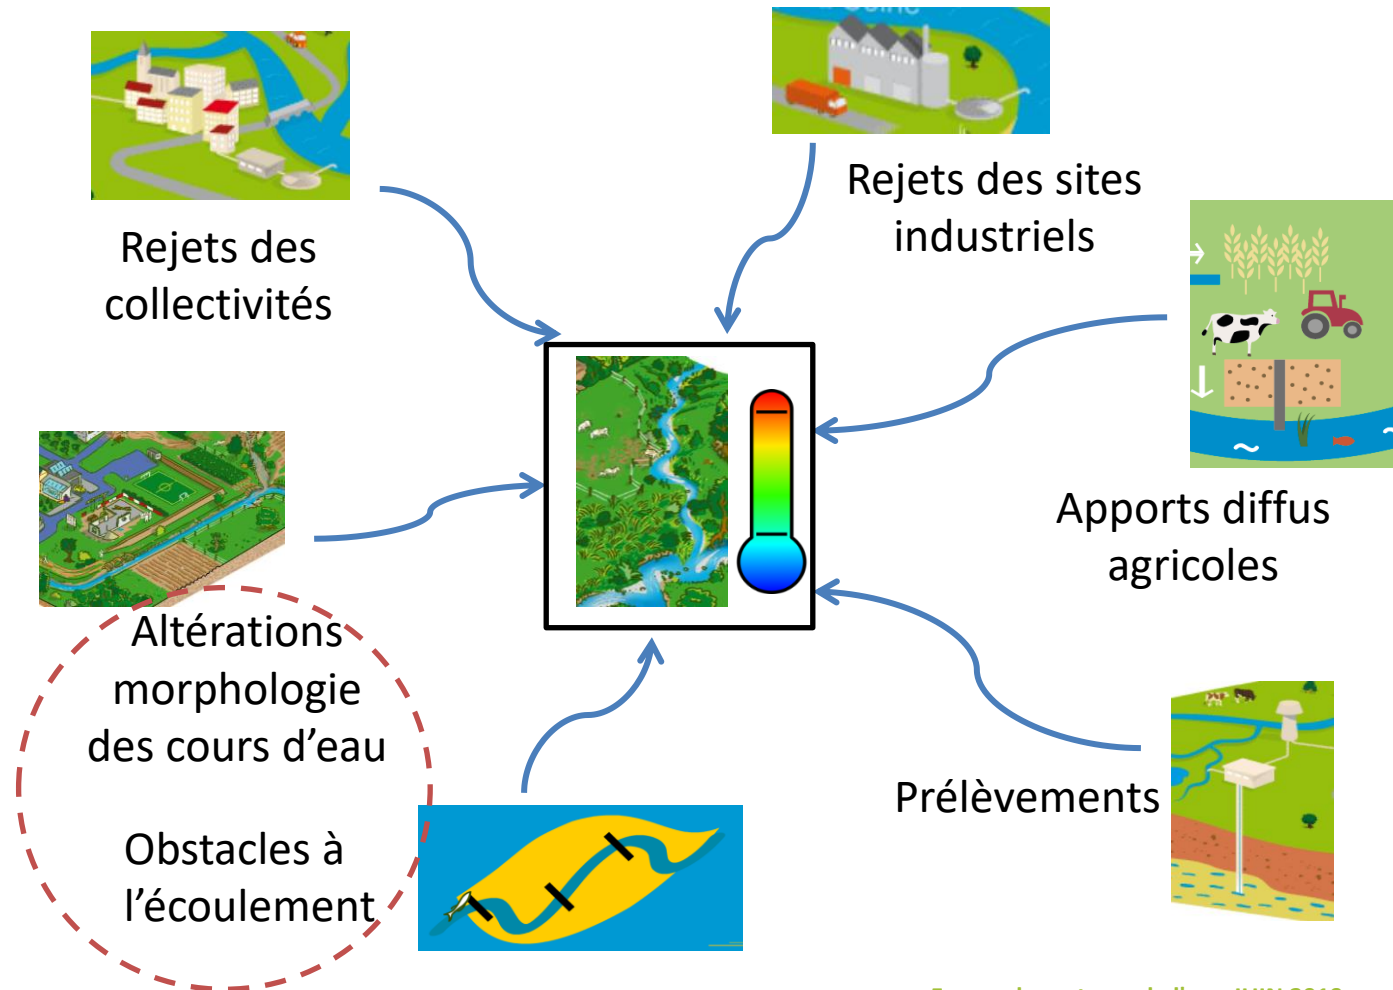 Rejets des
collectivités
Rejets des sites
industriels
Apports diffus
agricoles
Altérations
morphologie
des cours d’eau
Prélèvements
Obstacles à
l’écoulement